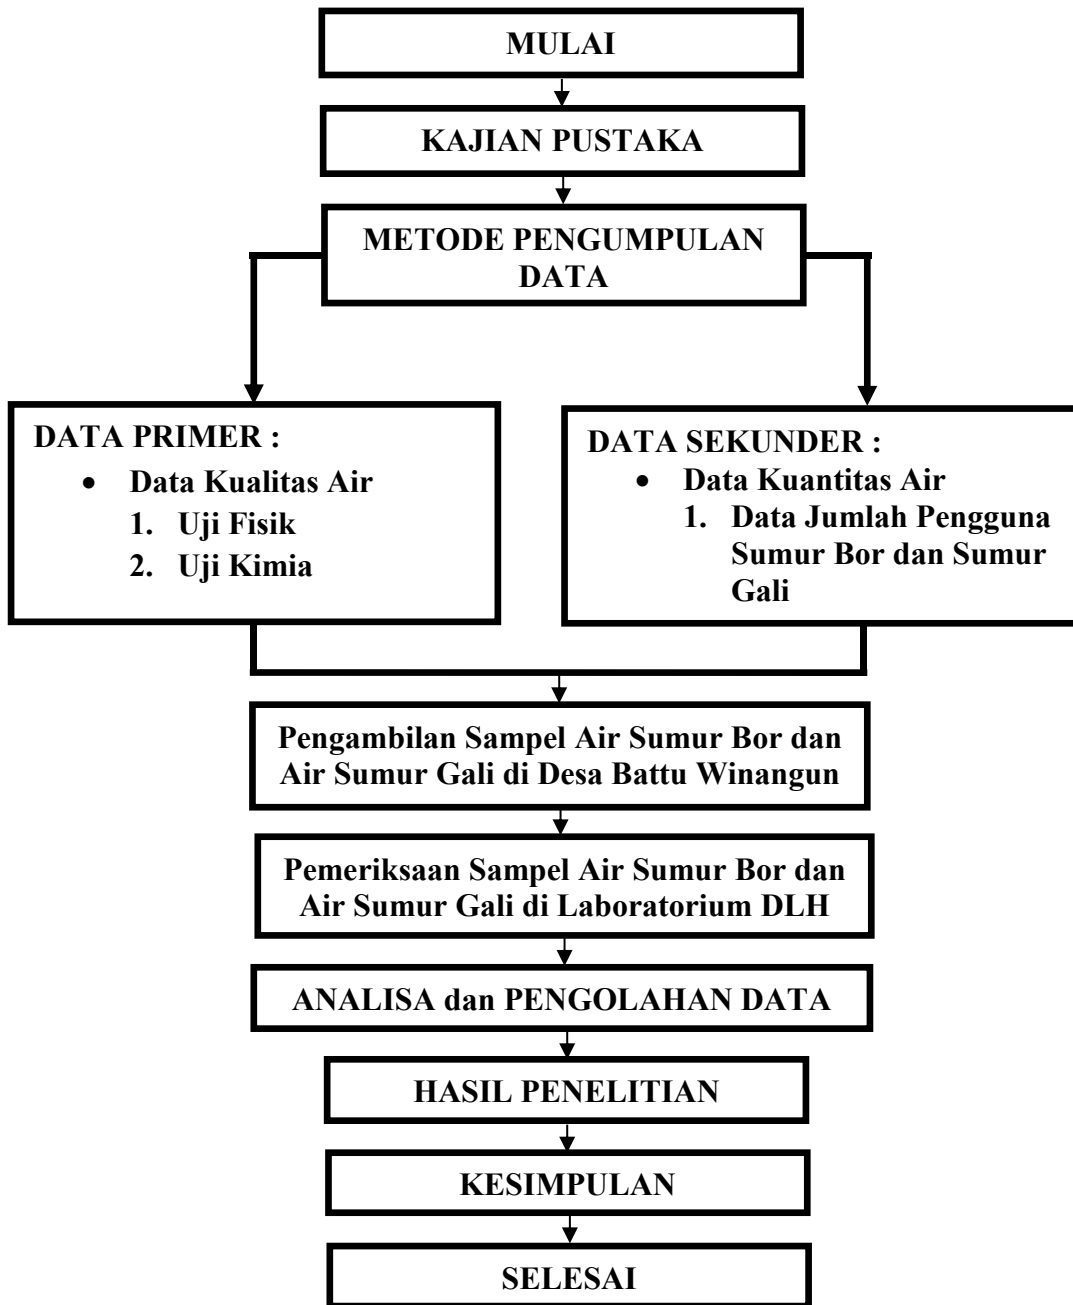 MULAI
KAJIAN PUSTAKA
METODE PENGUMPULAN
DATA
DATA PRIMER :
• Data Kualitas Air
1. Uji Fisik
2. Uji Kimia
DATA SEKUNDER :
• Data Kuantitas Air
1. Data Jumlah Pengguna
Sumur Bor dan Sumur
Gali
Pengambilan Sampel Air Sumur Bor dan
Air Sumur Gali di Desa Battu Winangun
Pemeriksaan Sampel Air Sumur Bor dan
Air Sumur Gali di Laboratorium DLH
ANALISA dan PENGOLAHAN DATA
HASIL PENELITIAN
KESIMPULAN
SELESAI